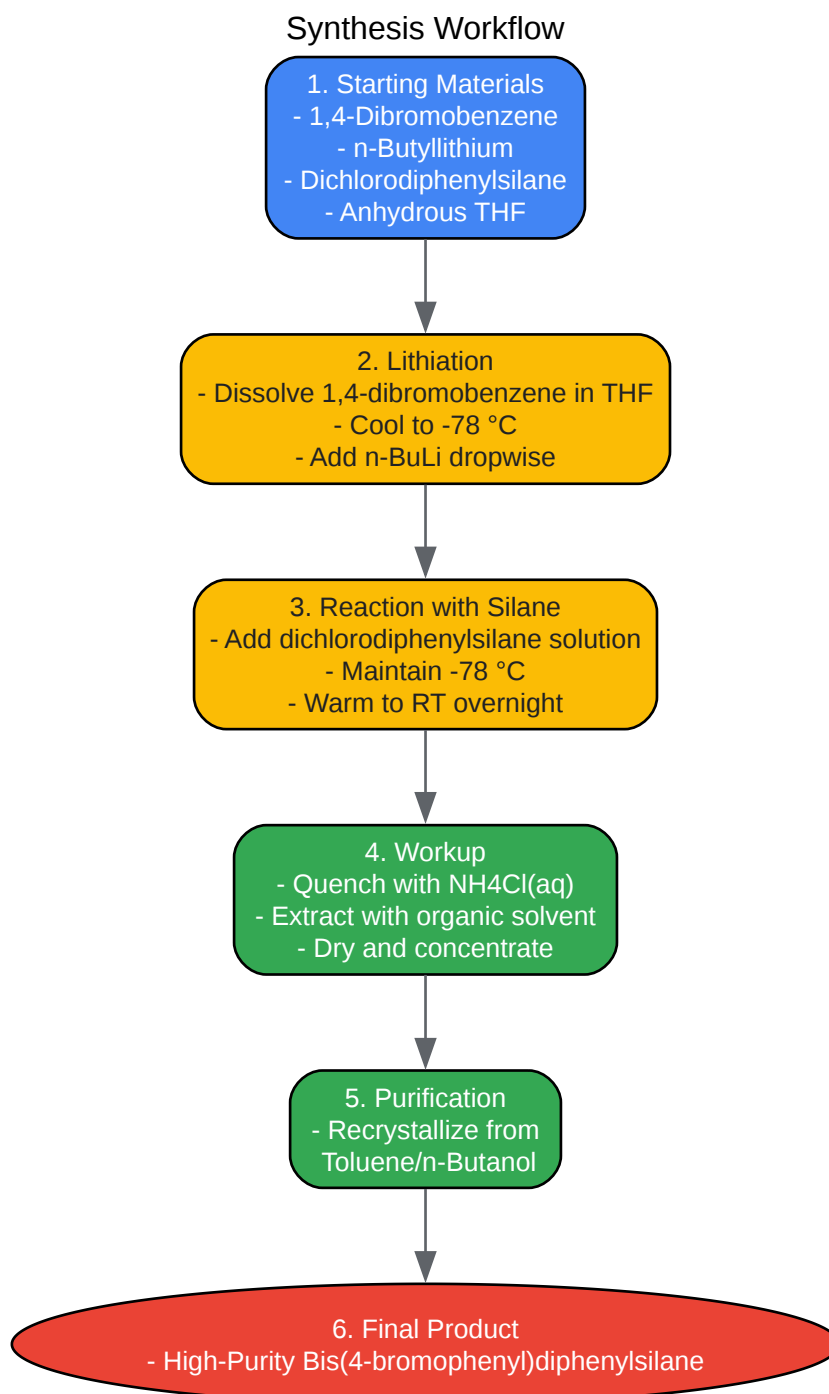 Synthesis Workflow
1. Starting Materials
- 1,4-Dibromobenzene
- n-Butyllithium
- Dichlorodiphenylsilane
- Anhydrous THF
2. Lithiation
- Dissolve 1,4-dibromobenzene in THF
- Cool to -78 °C
- Add n-BuLi dropwise
3. Reaction with Silane
- Add dichlorodiphenylsilane solution
- Maintain -78 °C
- Warm to RT overnight
4. Workup
- Quench with NH4Cl(aq)
- Extract with organic solvent
- Dry and concentrate
5. Purification
- Recrystallize from
Toluene/n-Butanol
6. Final Product
- High-Purity Bis(4-bromophenyl)diphenylsilane